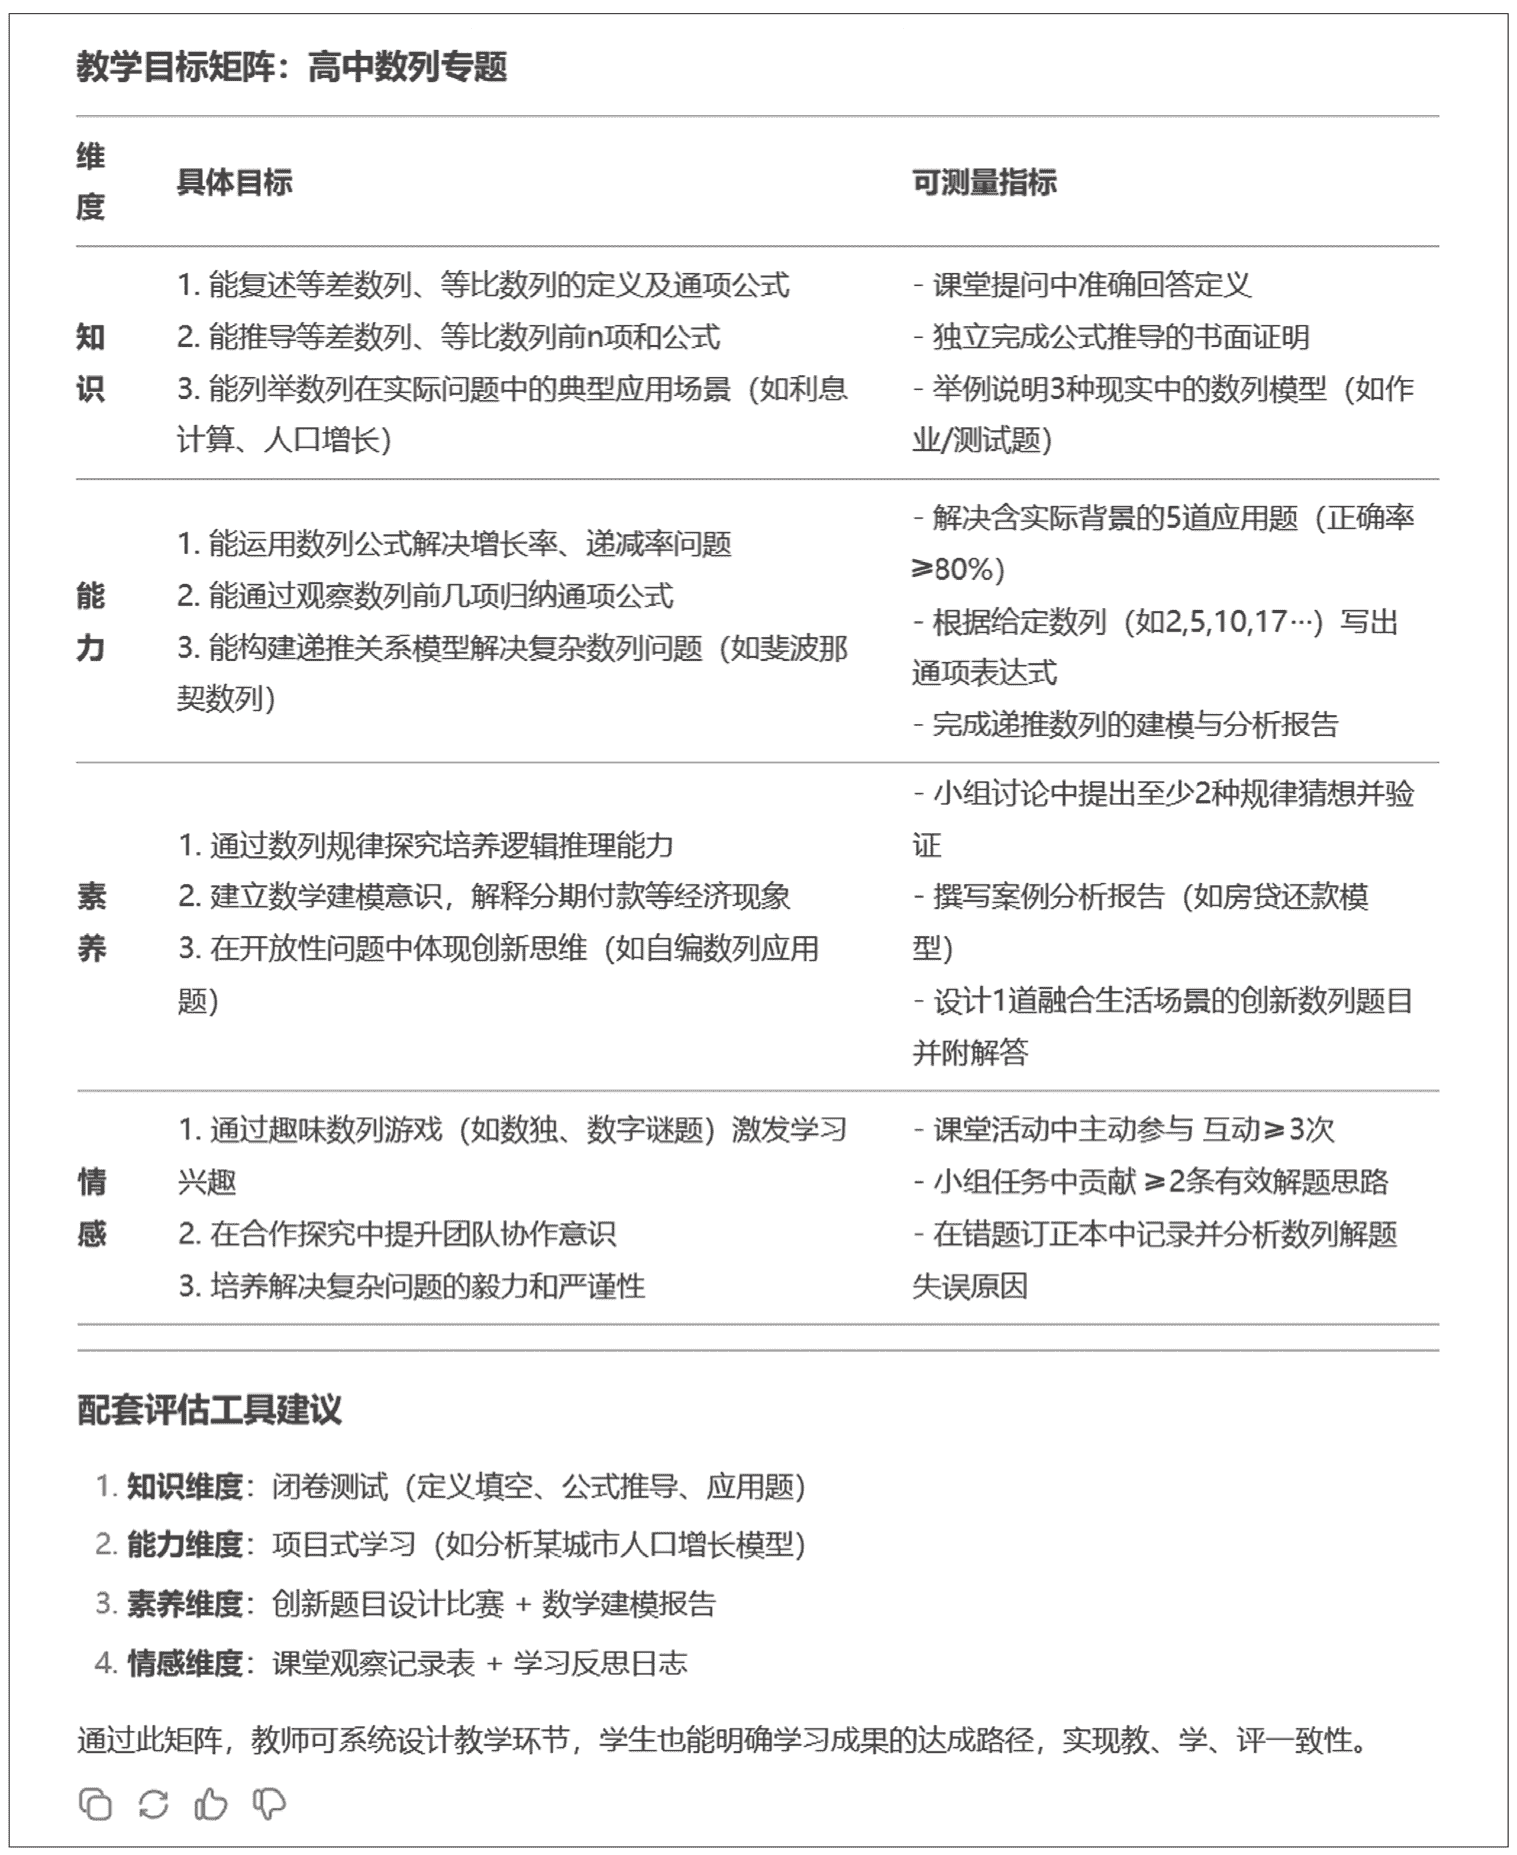 教学目标矩阵：高中数列专题
维度
具体目标
可测量指标
知识
1. 能复述等差数列、等比数列的定义及通项公式
2. 能推导等差数列、等比数列前n项和公式
3. 能列举数列在实际问题中的典型应用场景（如利息
计算、人口增长）
- 课堂提问中准确回答定义
- 独立完成公式推导的书面证明
- 举例说明3种现实中的数列模型（如作
业/测试题）
能力
1. 能运用数列公式解决增长率、递减率问题
2. 能通过观察数列前几项归纳通项公式
3. 能构建递推关系模型解决复杂数列问题（如斐波那
契数列）
- 解决含实际背景的5道应用题（正确率
≥80%）
- 根据给定数列（如2,5,10,17…）写出
通项表达式
- 完成递推数列的建模与分析报告
素养
1. 通过数列规律探究培养逻辑推理能力
2. 建立数学建模意识，解释分期付款等经济现象
3. 在开放性问题中体现创新思维（如自编数列应用
题）
- 小组讨论中提出至少2种规律猜想并验
证
- 撰写案例分析报告（如房贷还款模
型）
- 设计1道融合生活场景的创新数列题目
并附解答
情感
1. 通过趣味数列游戏（如数独、数字谜题）激发学习
兴趣
2. 在合作探究中提升团队协作意识
3. 培养解决复杂问题的毅力和严谨性
- 课堂活动中主动参与 互动≥3次
- 小组任务中贡献 ≥2条有效解题思路
- 在错题订正本中记录并分析数列解题
失误原因
配套评估工具建议
1. 知识维度：闭卷测试（定义填空、公式推导、应用题）
2. 能力维度：项目式学习（如分析某城市人口增长模型）
3. 素养维度：创新题目设计比赛 + 数学建模报告
4. 情感维度：课堂观察记录表 + 学习反思日志
通过此矩阵，教师可系统设计教学环节，学生也能明确学习成果的达成路径，实现教、学、评一致性。